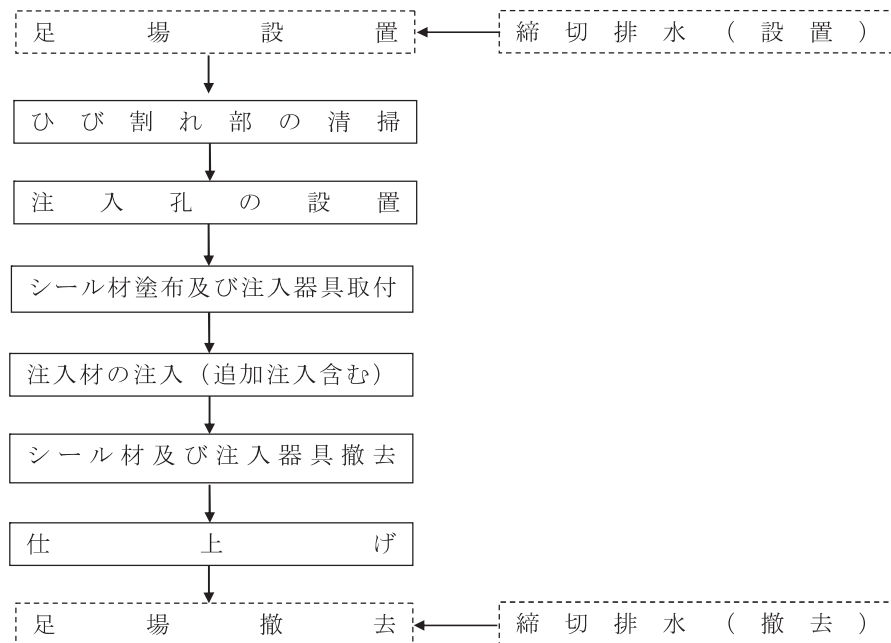 足場設置
締切排水（設置）
ひび割れ部の清掃
注入孔の設置
シール材塗布及び注入器具取付
注入材の注入（追加注入含む）
シール材及び注入器具撤去
仕上げ
足場撤去
締切排水（撤去）